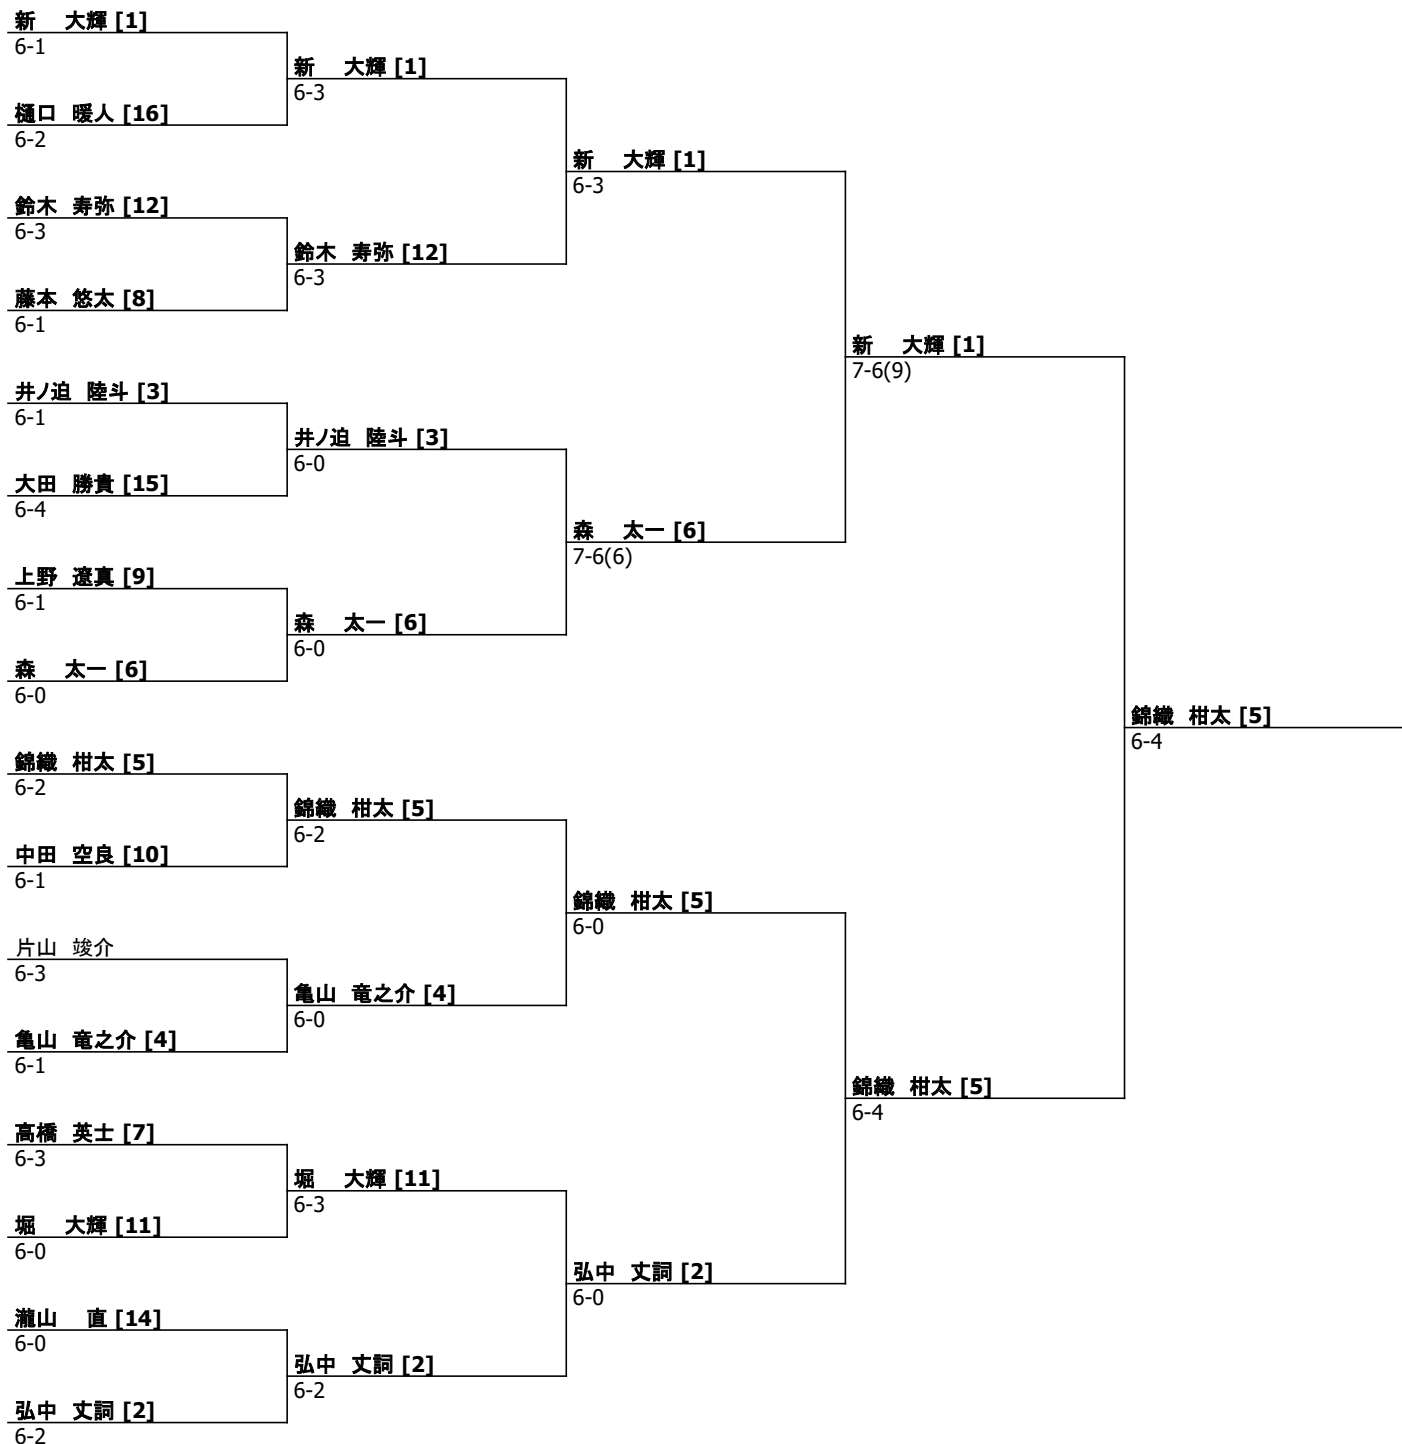 新 大輝 [1]
6-1
新 大輝 [1]
6-3
樋口 暖人 [16]
6-2
新 大輝 [1]
6-3
鈴木 寿弥 [12]
6-3
鈴木 寿弥 [12]
6-3
藤本 悠太 [8]
6-1
新 大輝 [1]
7-6(9)
井ノ迫 陸斗 [3]
6-1
井ノ迫 陸斗 [3]
6-0
大田 勝貴 [15]
6-4
森 太一 [6]
7-6(6)
上野 遼真 [9]
6-1
森 太一 [6]
6-0
森 太一 [6]
6-0
錦織 柑太 [5]
6-4
錦織 柑太 [5]
6-2
錦織 柑太 [5]
6-2
中田 空良 [10]
6-1
錦織 柑太 [5]
6-0
片山 竣介
6-3
亀山 竜之介 [4]
6-0
亀山 竜之介 [4]
6-1
錦織 柑太 [5]
6-4
高橋 英士 [7]
6-3
堀 大輝 [11]
6-3
堀 大輝 [11]
6-0
弘中 丈詞 [2]
6-0
瀧山 直 [14]
6-0
弘中 丈詞 [2]
6-2
弘中 丈詞 [2]
6-2